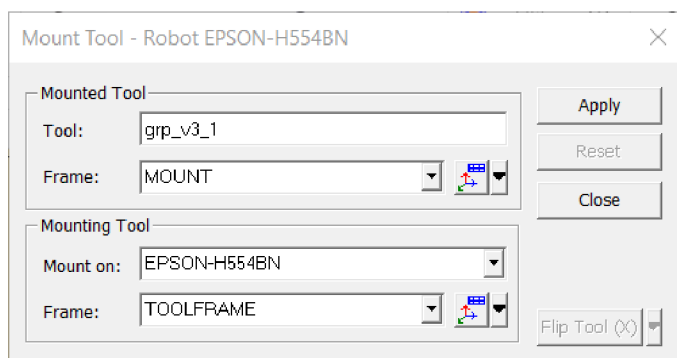 Mount Tool - Robot EPSON-H554BN
Mounted Tool
Tool: grp_v3_1
Frame: MOUNT
Mounting Tool
Mount on: EPSON-H554BN
Frame: TOOLFRAME
Apply
Reset
Close
Flip Tool (X)